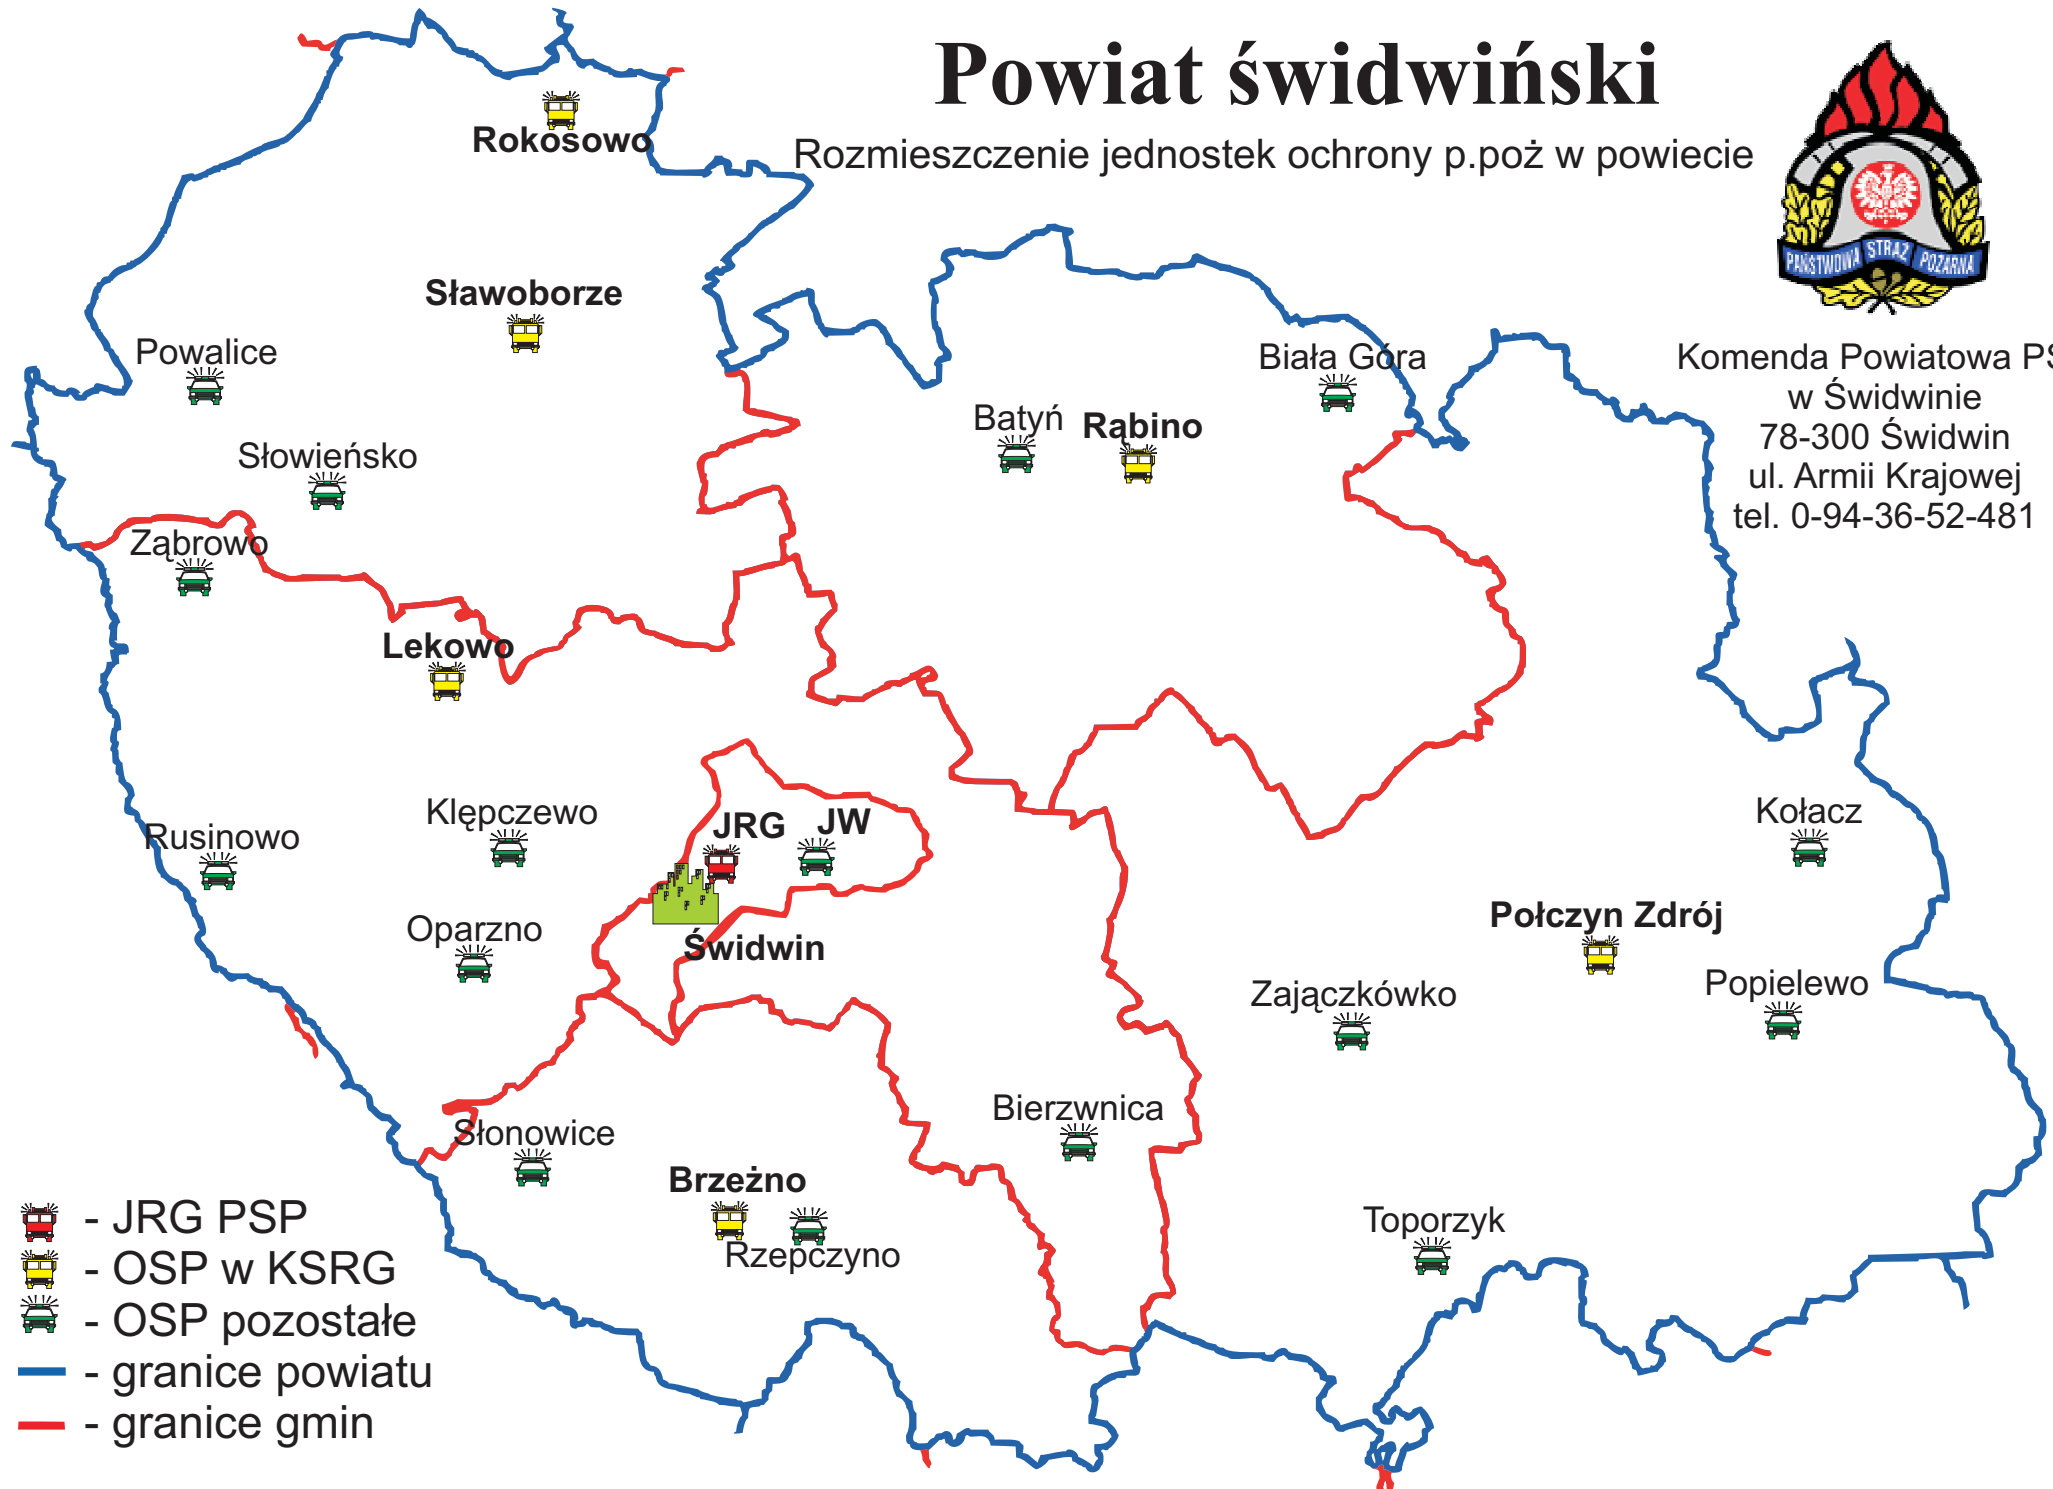 Powiat świdwiński
Rozmieszczenie jednostek ochrony p.poż w powiecie
PAŃSTWOWA STRAŻ POŻARNA
Komenda Powiatowa PS
w Świdwinie
78-300 Świdwin
ul. Armii Krajowej
tel. 0-94-36-52-481
Rokosowo
Sławoborze
Powalice
Biała Góra
Batyń
Rąbino
Słowieńsko
Ząbrowo
Lekowo
Klępczewo
JRG
JW
Rusinowo
Kołacz
Oparzno
Świdwin
Połczyn Zdrój
Popielewo
Zajączkówko
Bierzwnica
Słonowice
Brzeżno
Rzepczyno
Toporzyk
- JRG PSP
- OSP w KSRG
- OSP pozostałe
- granice powiatu
- granice gmin